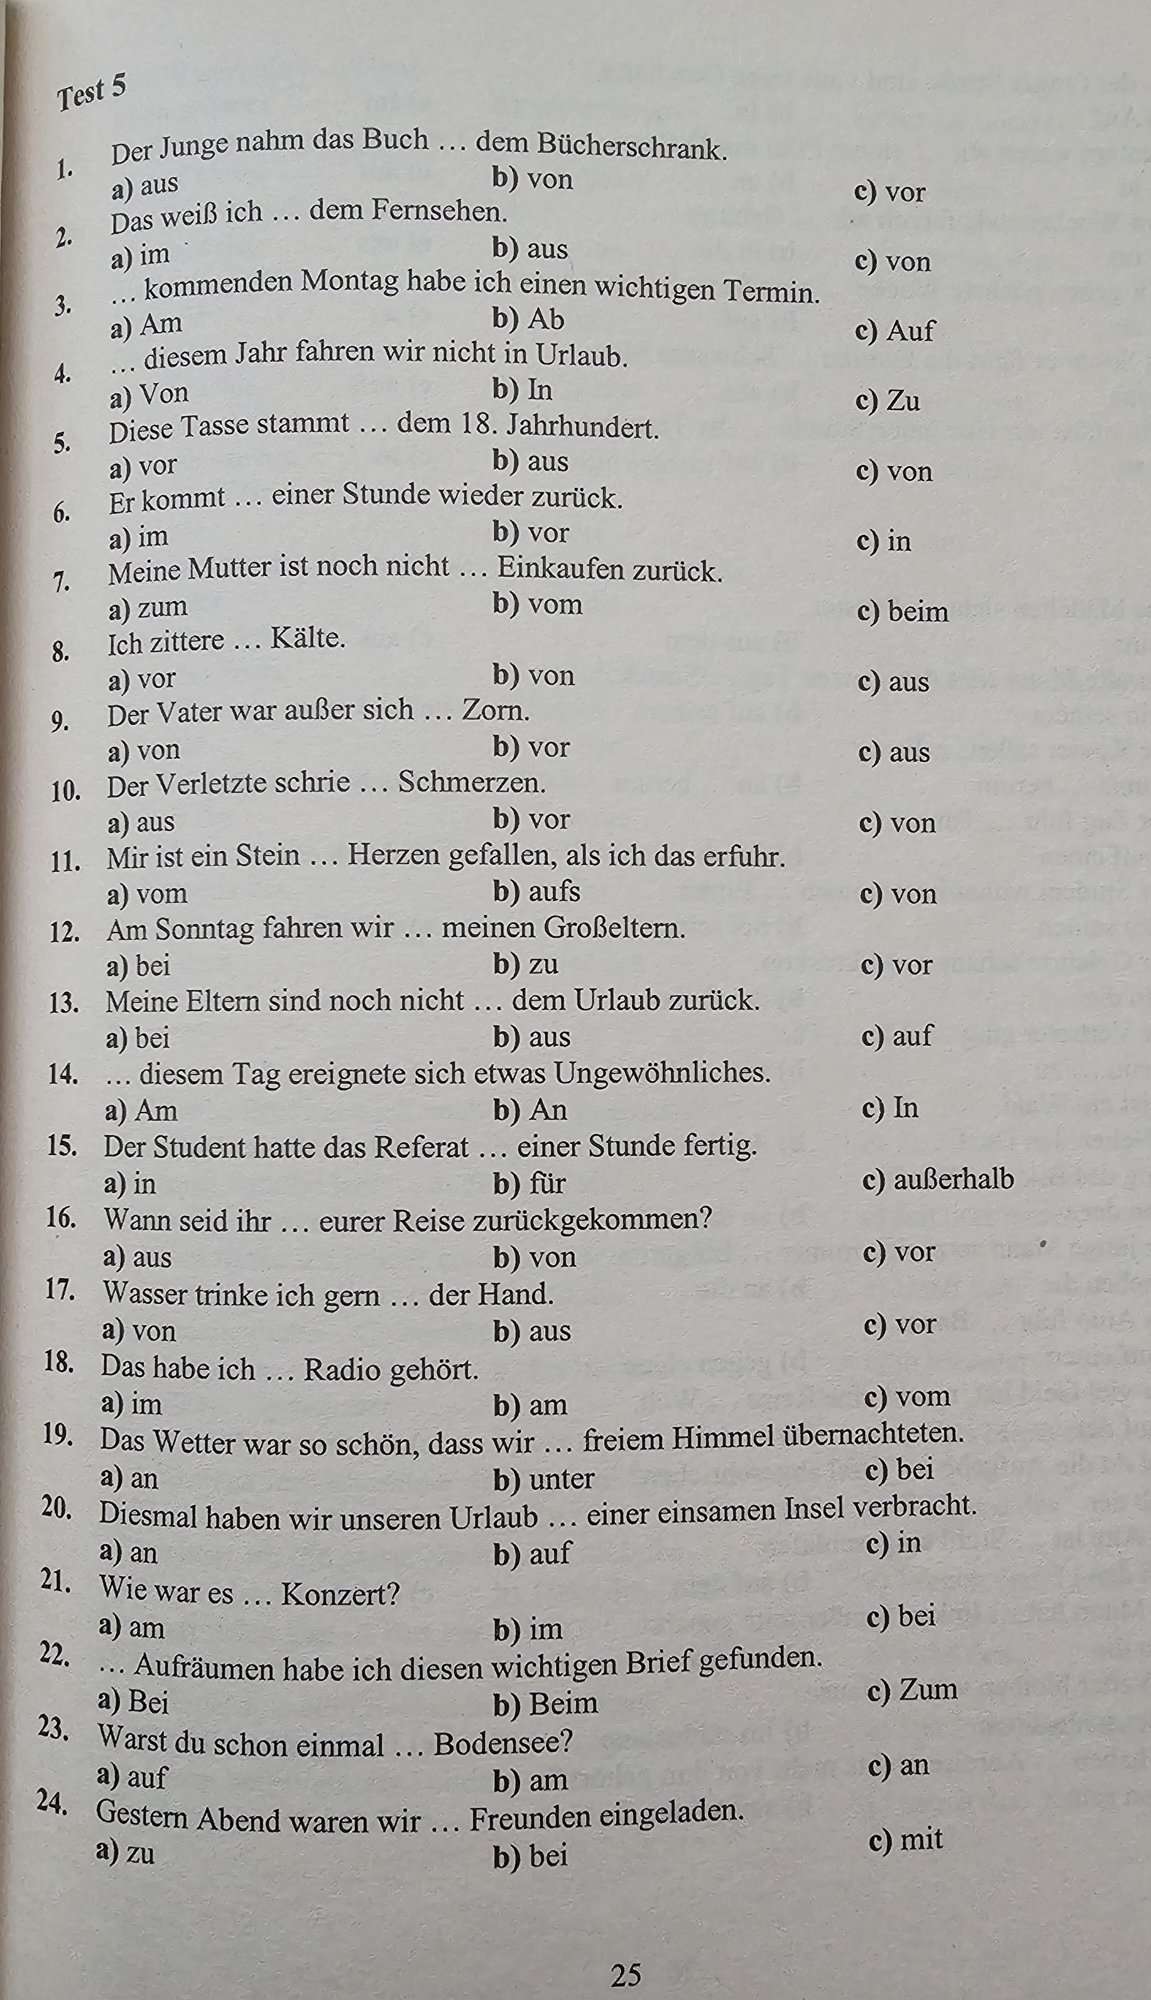 Test 5
1. Der Junge nahm das Buch … dem Bücherschrank.
a) aus b) von c) vor
2. Das weiß ich … dem Fernsehen.
a) im b) aus c) von
3. … kommenden Montag habe ich einen wichtigen Termin.
a) Am b) Ab c) Auf
4. … diesem Jahr fahren wir nicht in Urlaub.
a) Von b) In c) Zu
5. Diese Tasse stammt … dem 18. Jahrhundert.
a) vor b) aus c) von
6. Er kommt … einer Stunde wieder zurück.
a) im b) vor c) in
7. Meine Mutter ist noch nicht … Einkaufen zurück.
a) zum b) vom c) beim
8. Ich zittere … Kälte.
a) vor b) von c) aus
9. Der Vater war außer sich … Zorn.
a) von b) vor c) aus
10. Der Verletzte schrie … Schmerzen.
a) aus b) vor c) von
11. Mir ist ein Stein … Herzen gefallen, als ich das erfuhr.
a) vom b) aufs c) von
12. Am Sonntag fahren wir … meinen Großeltern.
a) bei b) zu c) vor
13. Meine Eltern sind noch nicht … dem Urlaub zurück.
a) bei b) aus c) auf
14. … diesem Tag ereignete sich etwas Ungewöhnliches.
a) Am b) An c) In
15. Der Student hatte das Referat … einer Stunde fertig.
a) in b) für c) außerhalb
16. Wann seid ihr … eurer Reise zurückgekommen?
a) aus b) von c) vor
17. Wasser trinke ich gern … der Hand.
a) von b) aus c) vor
18. Das habe ich … Radio gehört.
a) im b) am c) vom
19. Das Wetter war so schön, dass wir … freiem Himmel übernachteten.
a) an b) unter c) bei
20. Diesmal haben wir unseren Urlaub … einer einsamen Insel verbracht.
a) an b) auf c) in
21. Wie war es … Konzert?
a) am b) im c) bei
22. … Aufräumen habe ich diesen wichtigen Brief gefunden.
a) Bei b) Beim c) Zum
23. Warst du schon einmal … Bodensee?
a) auf b) am c) an
24. Gestern Abend waren wir … Freunden eingeladen.
a) zu b) bei c) mit
25